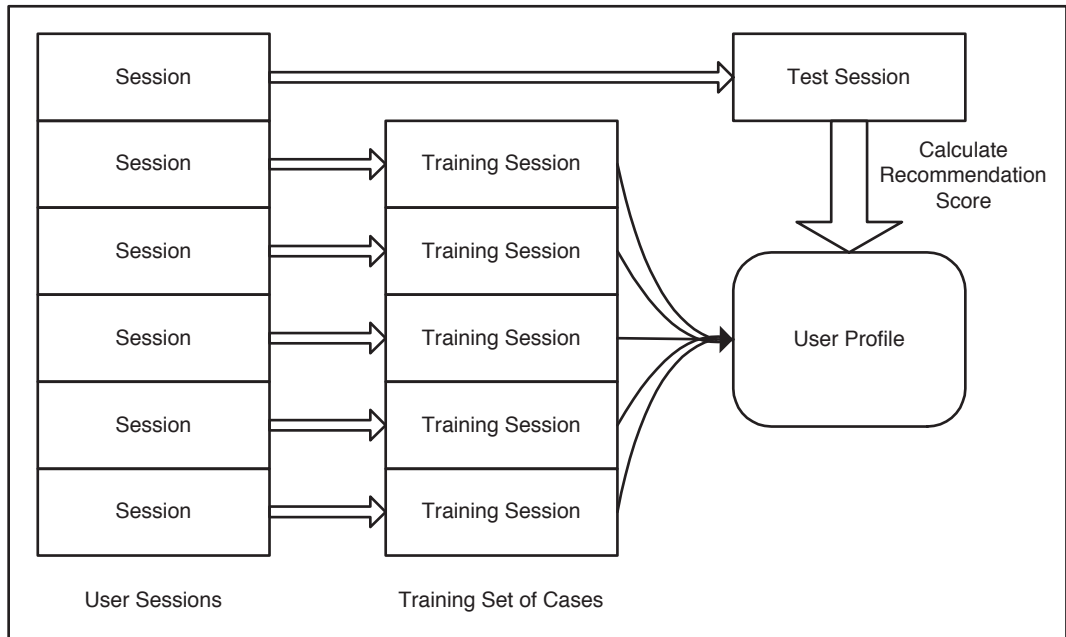 Session
Test Session
Session
Training Session
Calculate
Recommendation
Score
Session
Training Session
Session
Training Session
User Profile
Session
Training Session
Session
Training Session
User Sessions
Training Set of Cases